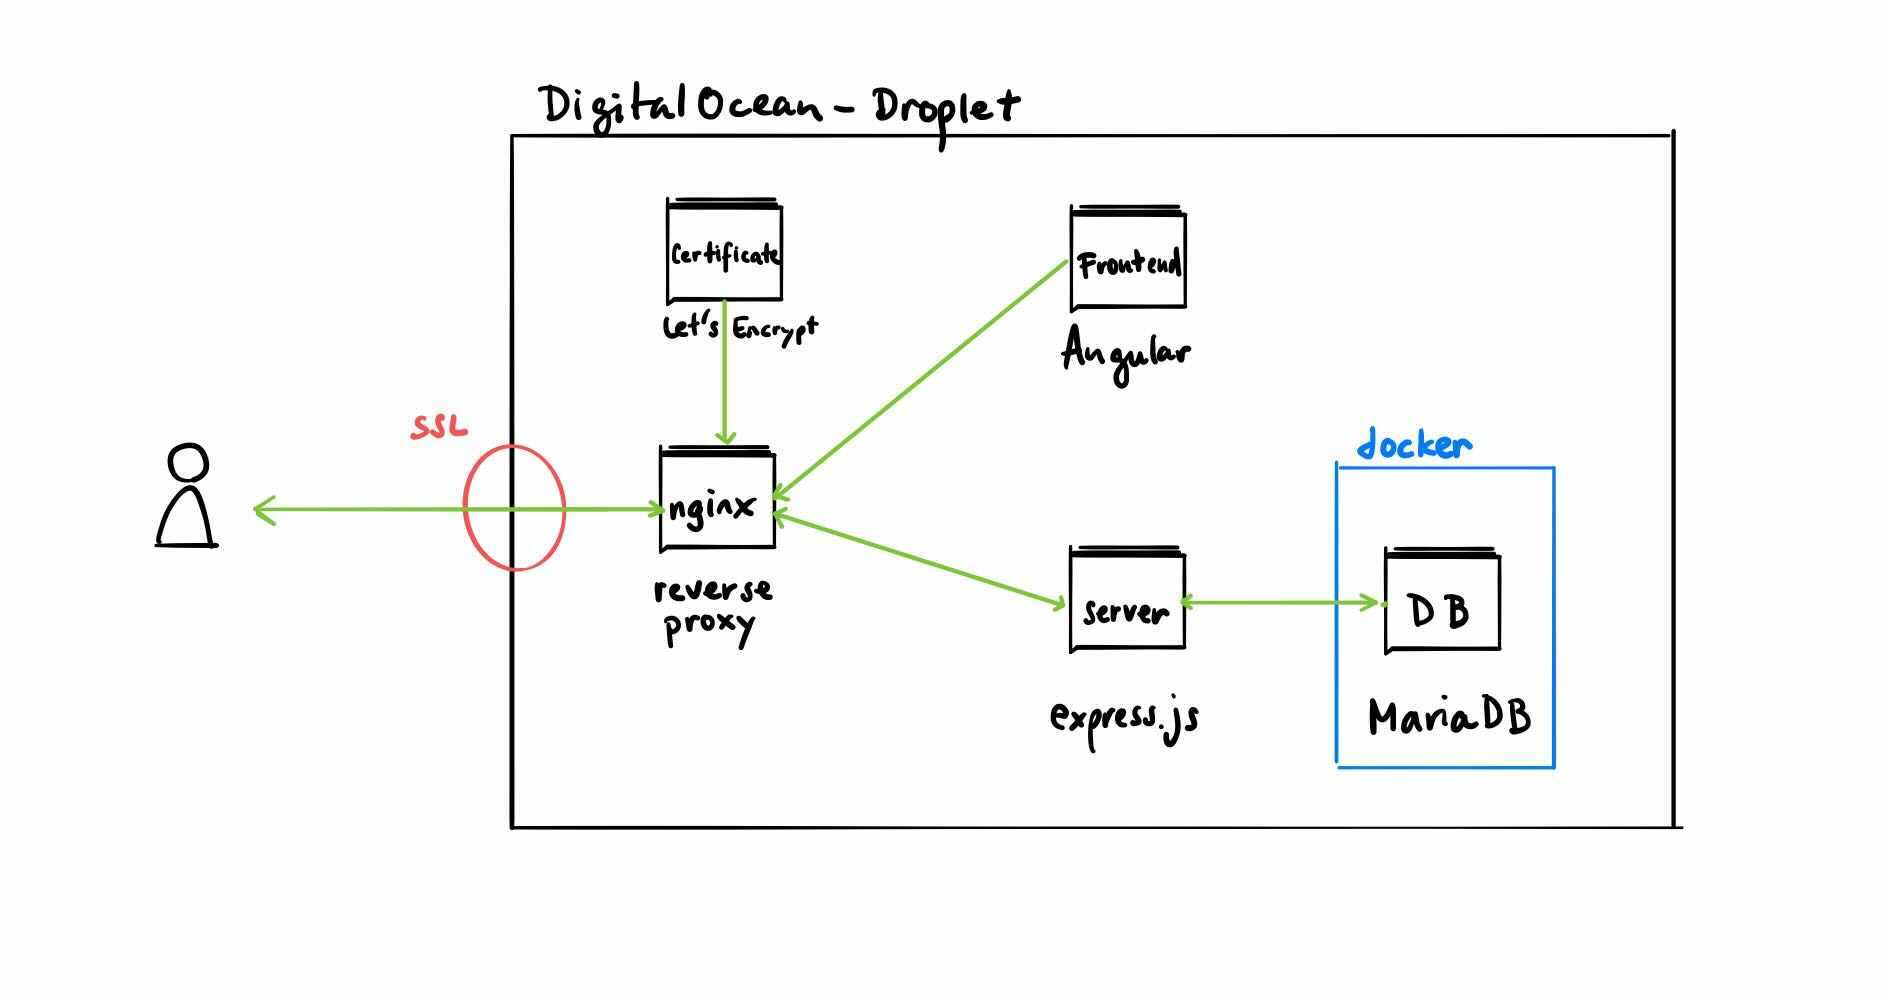 DigitalOcean - Droplet
Certificate
Let's Encrypt
Frontend
Angular
SSL
nginx
reverse
proxy
docker
server
express.js
DB
MariaDB